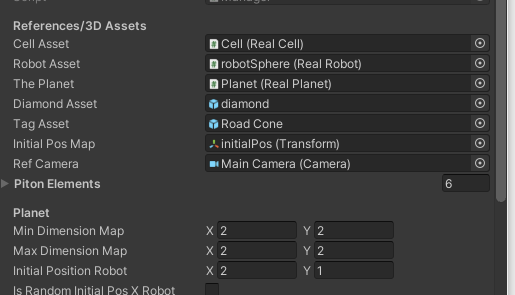 References/3D Assets
Cell Asset Cell (Real Cell)
Robot Asset robotSphere (Real Robot)
The Planet Planet (Real Planet)
Diamond Asset diamond
Tag Asset Road Cone
Initial Pos Map initialPos (Transform)
Ref Camera Main Camera (Camera)
Piton Elements 6
Planet
Min Dimension Map X 2 Y 2
Max Dimension Map X 2 Y 2
Initial Position Robot X 2 Y 1
Is Random Initial Pos X Robot